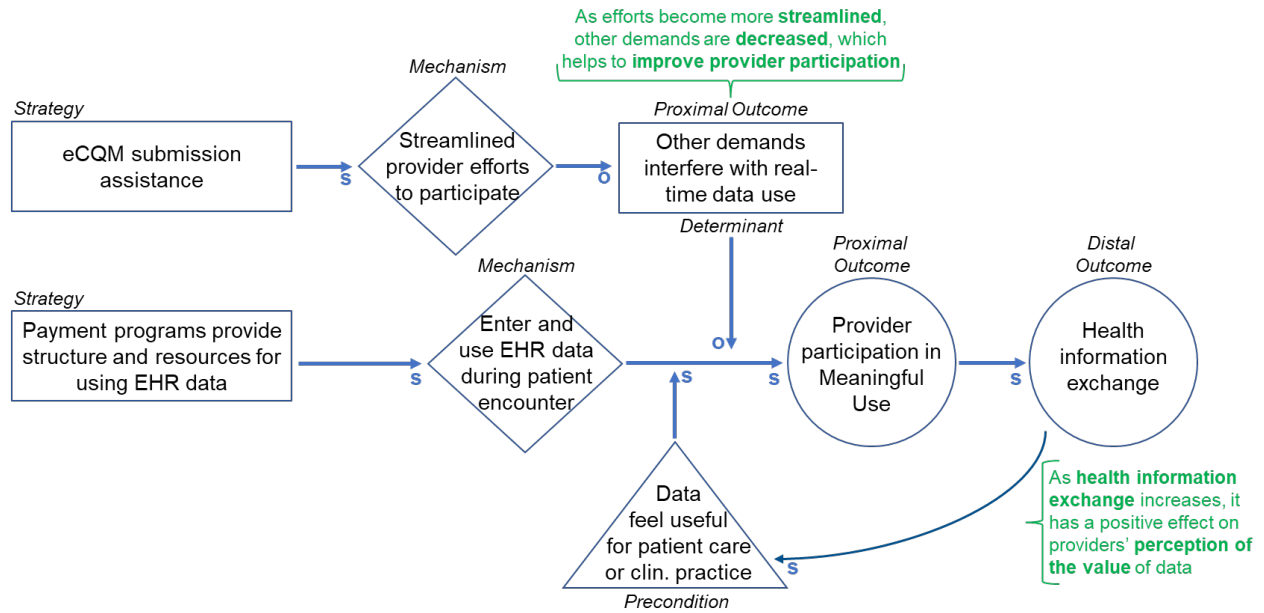 As efforts become more streamlined,
other demands are decreased, which
helps to improve provider participation
Mechanism
Strategy
Proximal Outcome
eCQM submission
assistance
Streamlined
provider efforts
to participate
Other demands
interfere with real-
time data use
s
o
Determinant
Mechanism
Proximal
Outcome
Distal
Outcome
Strategy
Payment programs provide
structure and resources for
using EHR data
Enter and
use EHR data
during patient
encounter
Provider
participation in
Meaningful
Use
Health
information
exchange
o
s
s
s
s
Data
feel useful
for patient care
or clin. practice
s
Precondition
As health information
exchange increases, it
has a positive effect on
providers’ perception of
the value of data